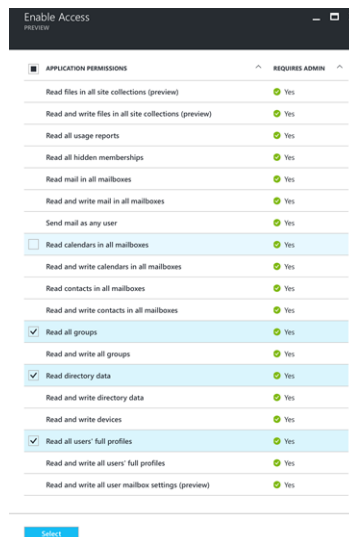 Enable Access
PREVIEW
APPLICATION PERMISSIONS REQUIRES ADMIN
Read files in all site collections (preview) Yes
Read and write files in all site collections (preview) Yes
Read all usage reports Yes
Read all hidden memberships Yes
Read mail in all mailboxes Yes
Read and write mail in all mailboxes Yes
Send mail as any user Yes
Read calendars in all mailboxes Yes
Read and write calendars in all mailboxes Yes
Read contacts in all mailboxes Yes
Read and write contacts in all mailboxes Yes
Read all groups Yes
Read and write all groups Yes
Read directory data Yes
Read and write directory data Yes
Read and write devices Yes
Read all users' full profiles Yes
Read and write all users' full profiles Yes
Read and write all user mailbox settings (preview) Yes
Select